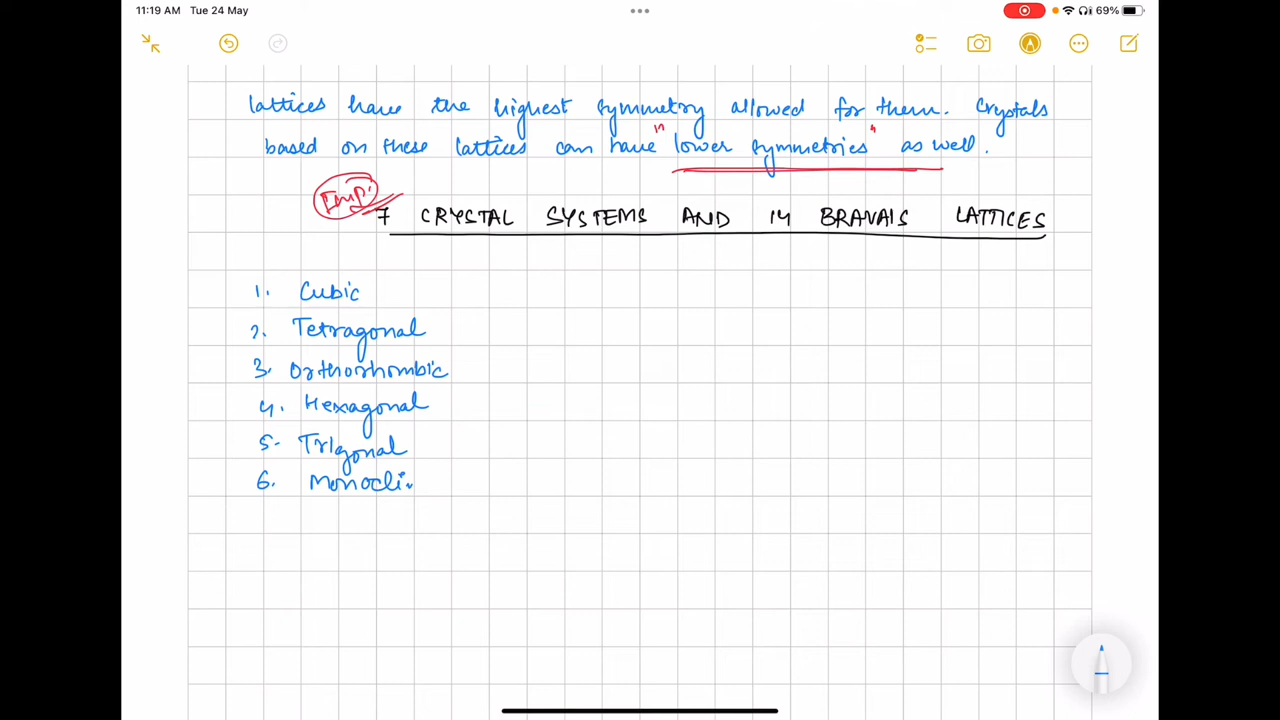 11:19 AM Tue 24 May
69%
lattices have the highest symmetry allowed for them. Crystals
based on these lattices can have "lower symmetries" as well.
Imp.
7 CRYSTAL SYSTEMS AND 14 BRAVAIS LATTICES
1. Cubic
2. Tetragonal
3. Orthorhombic
4. Hexagonal
5. Trigonal
6. Monocli